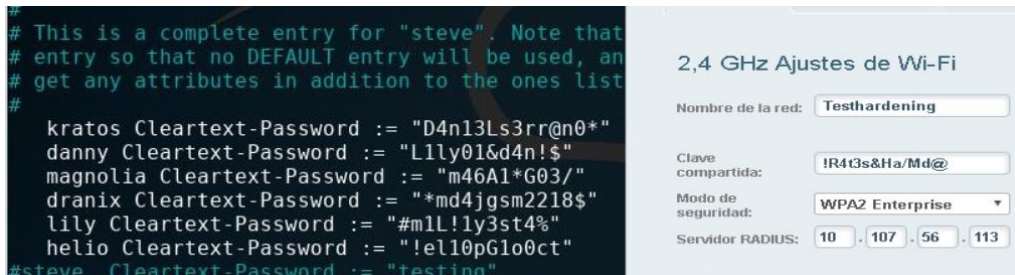 #
# This is a complete entry for "steve". Note that
# entry so that no DEFAULT entry will be used, an
# get any attributes in addition to the ones list
#
kratos Cleartext-Password := "D4n13Ls3rr@n0*"
danny Cleartext-Password := "L1ly01&d4n!$"
magnolia Cleartext-Password := "m46A1*G03/"
dranix Cleartext-Password := "*md4jgsm2218$"
lily Cleartext-Password := "#m1L!1y3st4%"
helio Cleartext-Password := "!el10pG1o0ct"
#steve Cleartext-Password := "testing"
2,4 GHz Ajustes de Wi-Fi
Nombre de la red: Testhardening
Clave compartida: !R4t3s&Ha/Md@
Modo de seguridad: WPA2 Enterprise
Servidor RADIUS: 10 . 107 . 56 . 113